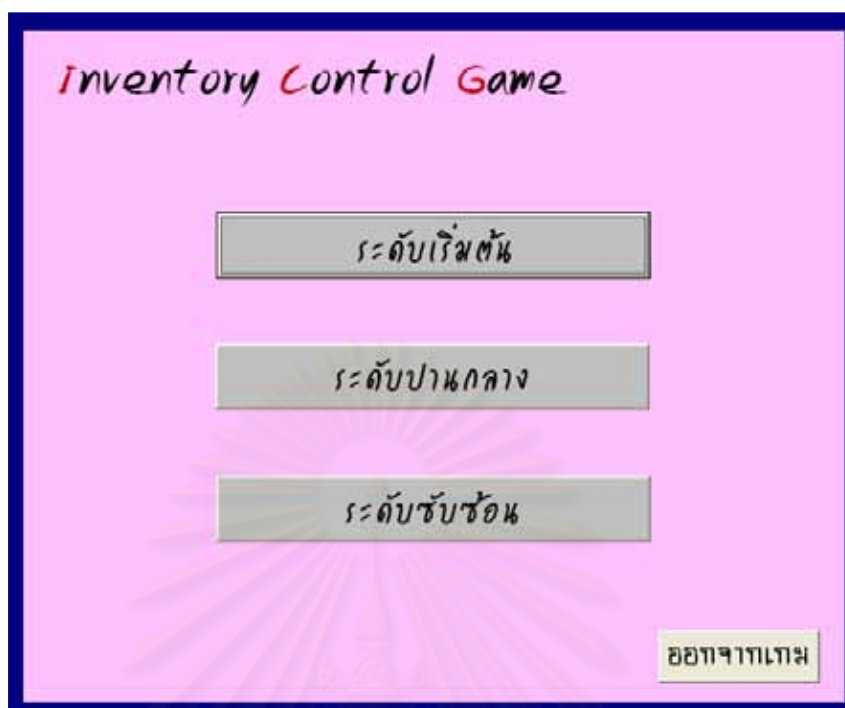 Inventory Control Game
ระดับเริ่มต้น
ระดับปานกลาง
ระดับซับซ้อน
ออกจากเกม